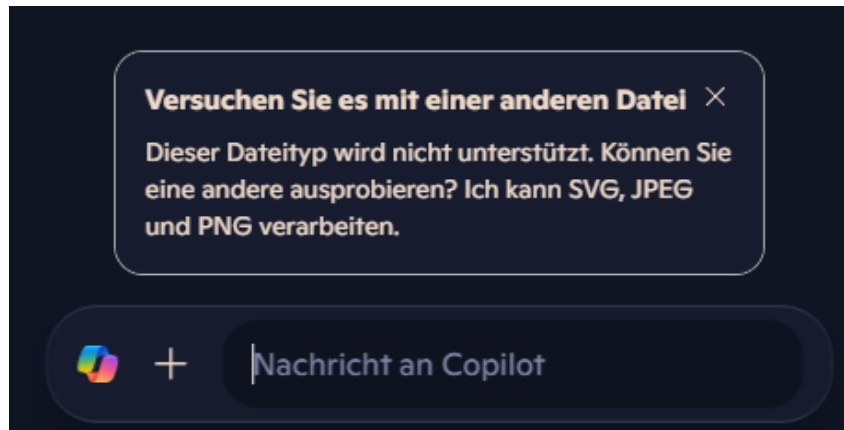 Versuchen Sie es mit einer anderen Datei
Dieser Dateityp wird nicht unterstützt. Können Sie
eine andere ausprobieren? Ich kann SVG, JPEG
und PNG verarbeiten.
Nachricht an Copilot